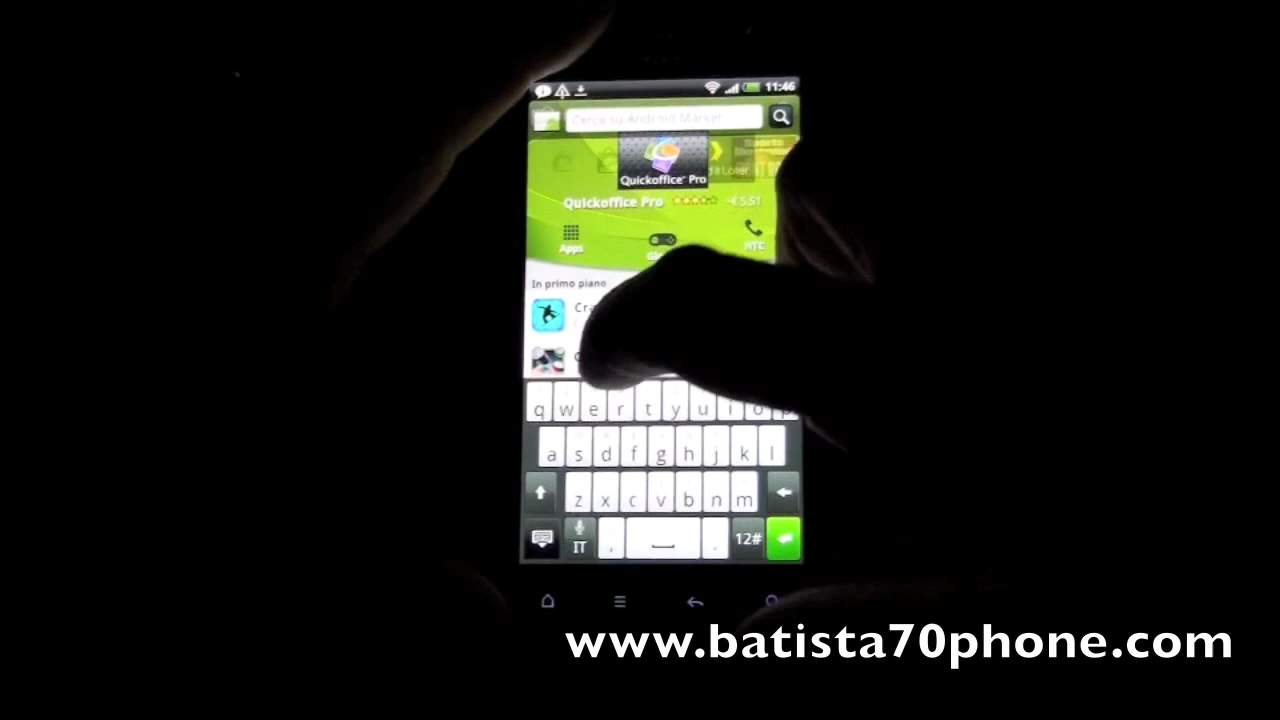 11:46
Cerca su Android Market
Quickoffice® Pro
Quickoffice Pro ~€5,51
Apps
HTC
In primo piano
q w e r t y u i o p
a s d f g h j k l
z x c v b n m
IT , . 12#
www.batista70phone.com